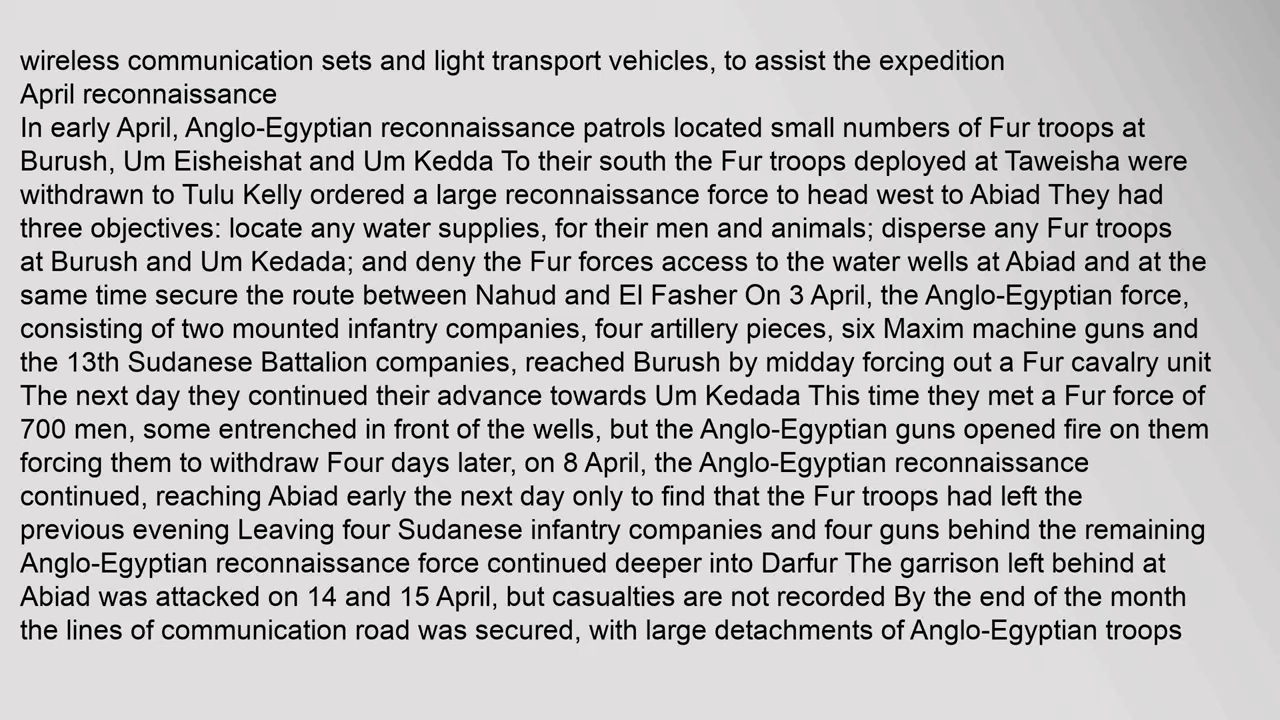 wireless communication sets and light transport vehicles, to assist the expedition
April reconnaissance
In early April, Anglo-Egyptian reconnaissance patrols located small numbers of Fur troops at
Burush, Um Eisheishat and Um Kedda To their south the Fur troops deployed at Taweisha were
withdrawn to Tulu Kelly ordered a large reconnaissance force to head west to Abiad They had
three objectives: locate any water supplies, for their men and animals; disperse any Fur troops
at Burush and Um Kedada; and deny the Fur forces access to the water wells at Abiad and at the
same time secure the route between Nahud and El Fasher On 3 April, the Anglo-Egyptian force,
consisting of two mounted infantry companies, four artillery pieces, six Maxim machine guns and
the 13th Sudanese Battalion companies, reached Burush by midday forcing out a Fur cavalry unit
The next day they continued their advance towards Um Kedada This time they met a Fur force of
700 men, some entrenched in front of the wells, but the Anglo-Egyptian guns opened fire on them
forcing them to withdraw Four days later, on 8 April, the Anglo-Egyptian reconnaissance
continued, reaching Abiad early the next day only to find that the Fur troops had left the
previous evening Leaving four Sudanese infantry companies and four guns behind the remaining
Anglo-Egyptian reconnaissance force continued deeper into Darfur The garrison left behind at
Abiad was attacked on 14 and 15 April, but casualties are not recorded By the end of the month
the lines of communication road was secured, with large detachments of Anglo-Egyptian troops